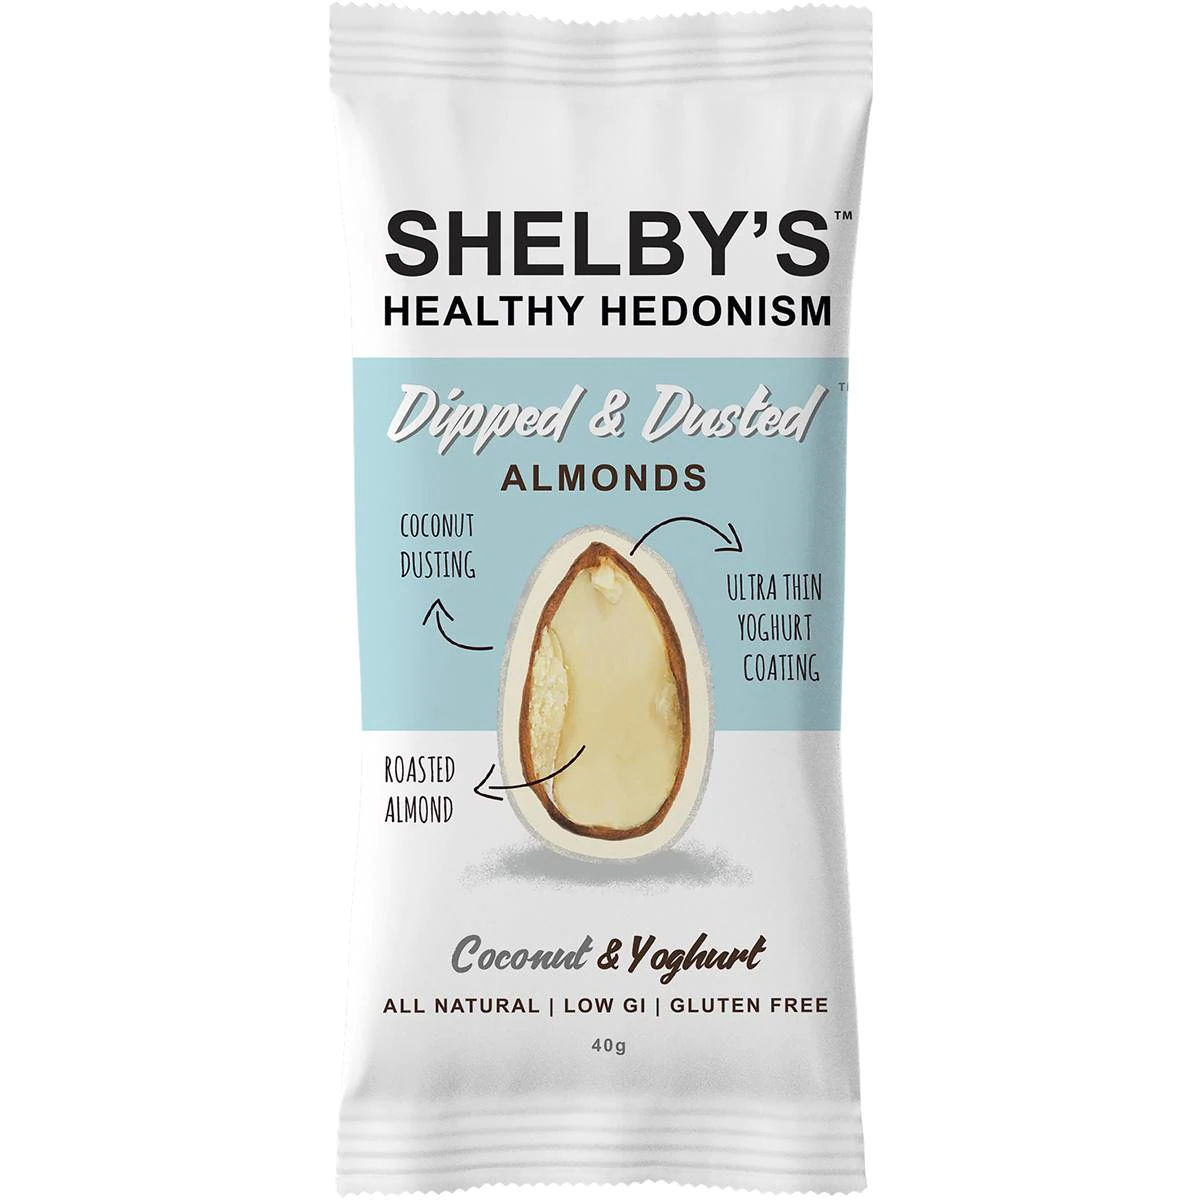 SHELBY'S™
HEALTHY HEDONISM
Dipped & Dusted
ALMONDS
COCONUT
DUSTING
ULTRA THIN
YOGHURT
COATING
ROASTED
ALMOND
Coconut & Yoghurt
ALL NATURAL | LOW GI | GLUTEN FREE
40g